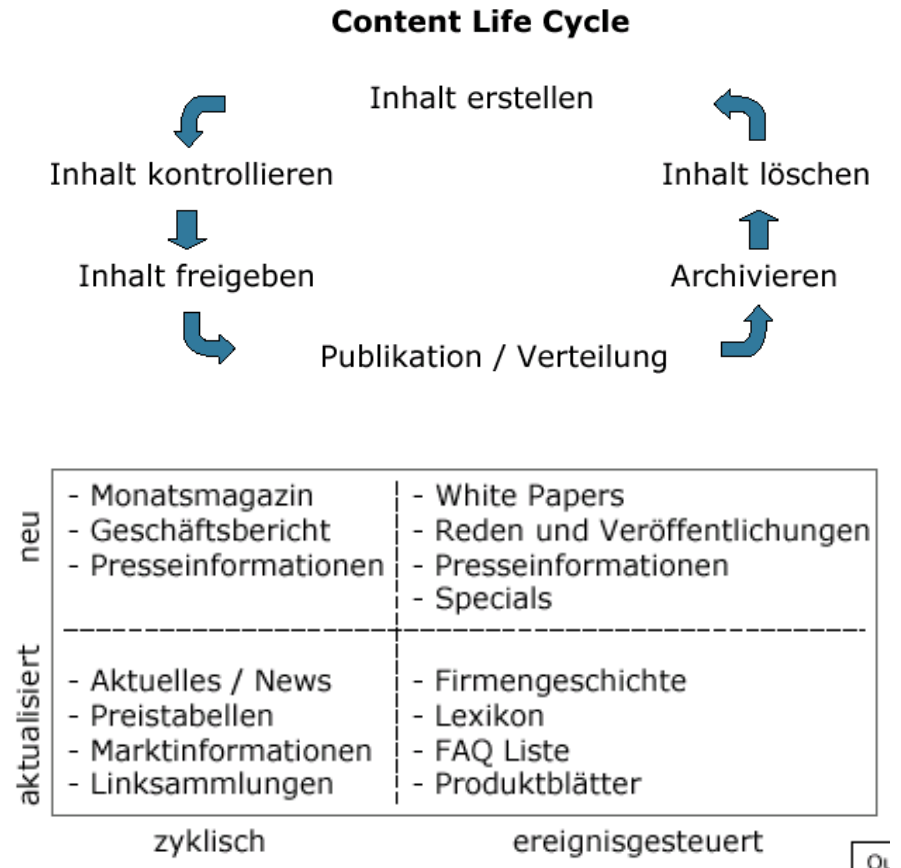 Content Life Cycle
Inhalt erstellen
Inhalt kontrollieren
Inhalt löschen
Inhalt freigeben
Archivieren
Publikation / Verteilung
neu
- Monatsmagazin
- Geschäftsbericht
- Presseinformationen
- White Papers
- Reden und Veröffentlichungen
- Presseinformationen
- Specials
aktualisiert
- Aktuelles / News
- Preistabellen
- Marktinformationen
- Linksammlungen
- Firmengeschichte
- Lexikon
- FAQ Liste
- Produktblätter
zyklisch
ereignisgesteuert